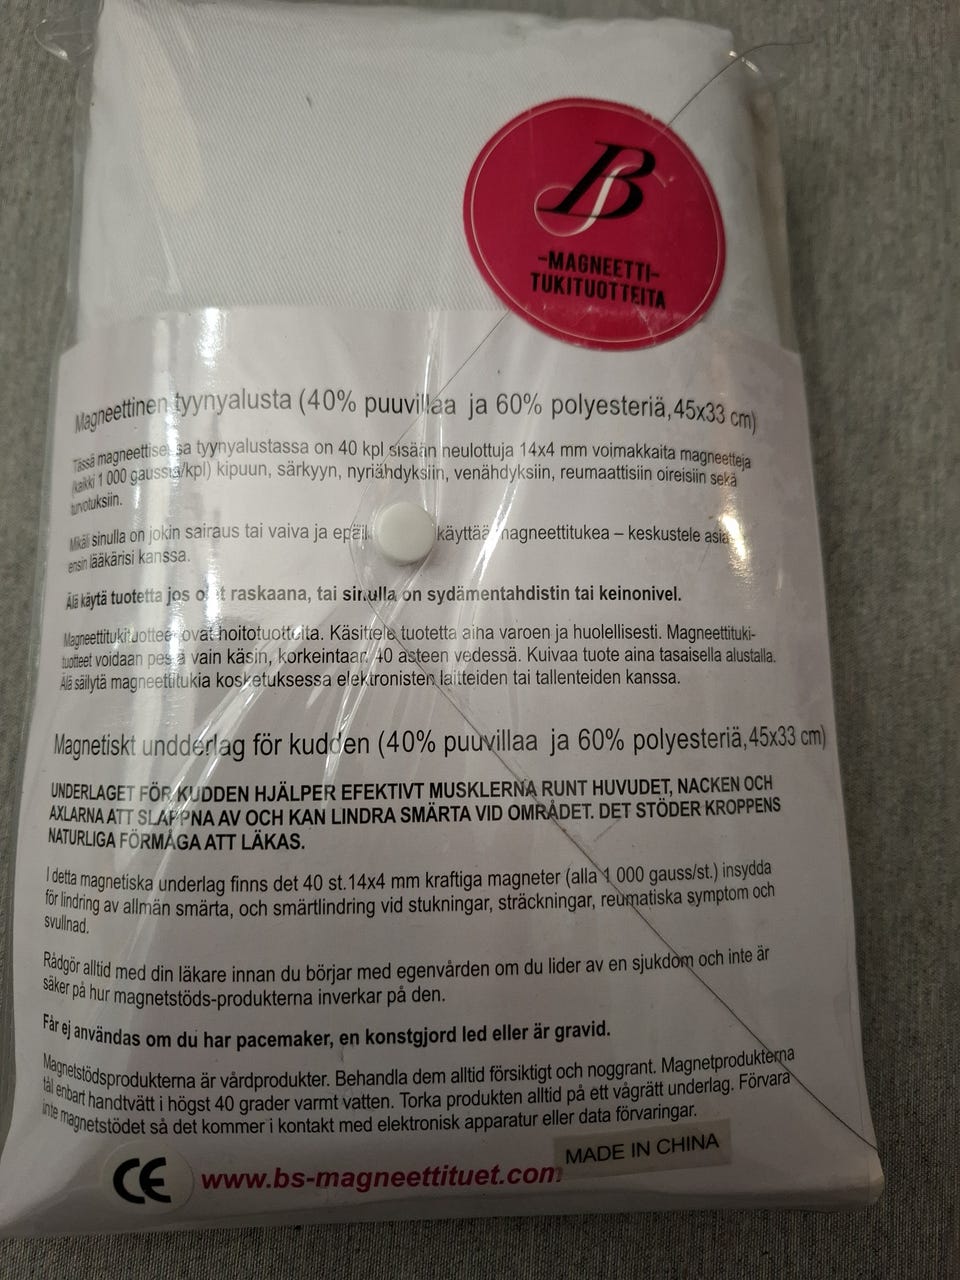 B
-MAGNEETTI-
TUKITUOTTEITA
Magneettinen tyynyalusta (40% puuvillaa ja 60% polyesteriä,45x33 cm)
Tässä tyynyalustassa on 40 kpl sisään neulottuja 14x4 mm voimakkaita magneetteja
(kaikki 1 000 gaussia/kpl) kipuun, särkyyn, nyriähdyksiin, venähdyksiin, reumaattisiin oireisiin sekä
turvotuksiin.
Mikäli sinulla on jokin sairaus tai vaiva ja käyttää magneettitukea – keskustele
ensin lääkärisi kanssa.
Älä käytä tuotetta jos olet raskaana, tai sinulla on sydämentahdistin tai keinonivel.
ovat hoitotuotteita. Käsittele tuotetta aina varoen ja huolellisesti. Magneettituki-
tuotteet voidaan pestä vain käsin, korkeintaan 40 asteen vedessä. Kuivaa tuote aina tasaisella alustalla.
Älä säilytä magneettitukia kosketuksessa elektronisten laitteiden tai tallenteiden kanssa.
Magnetiskt undderlag för kudden (40% puuvillaa ja 60% polyesteriä,45x33 cm)
UNDERLAGET FÖR KUDDEN HJÄLPER EFEKTIVT MUSKLERNA RUNT HUVUDET, NACKEN OCH
AXLARNA ATT SLAPPNA AV OCH KAN LINDRA SMÄRTA VID OMRÅDET. DET STÖDER KROPPENS
NATURLIGA FÖRMÅGA ATT LÄKAS.
I detta magnetiska underlag finns det 40 st.14x4 mm kraftiga magneter (alla 1 000 gauss/st.) insydda
för lindring av allmän smärta, och smärtlindring vid stukningar, sträckningar, reumatiska symptom och
svullnad.
Rådgör alltid med din läkare innan du börjar med egenvården om du lider av en sjukdom och inte är
säker på hur magnetstöds-produkterna inverkar på den.
Får ej användas om du har pacemaker, en konstgjord led eller är gravid.
Magnetstödsprodukterna är vårdprodukter. Behandla dem alltid försiktigt och noggrant. Magnetprodukterna
tål enbart handtvätt i högst 40 grader varmt vatten. Torka produkten alltid på ett vågrätt underlag. Förvara
inte magnetstödet så det kommer i kontakt med elektronisk apparatur eller data förvaringar.
CE www.bs-magneettituet.com MADE IN CHINA